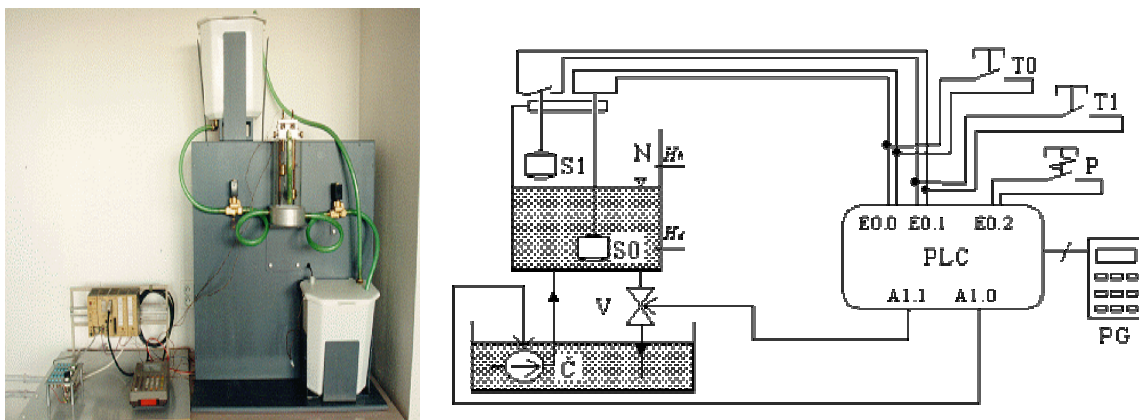 T0
T1
S1
N
Hh
P
S0
Hd
E0.0 E0.1 E0.2
PLC
V
A1.1 A1.0
Č
PG